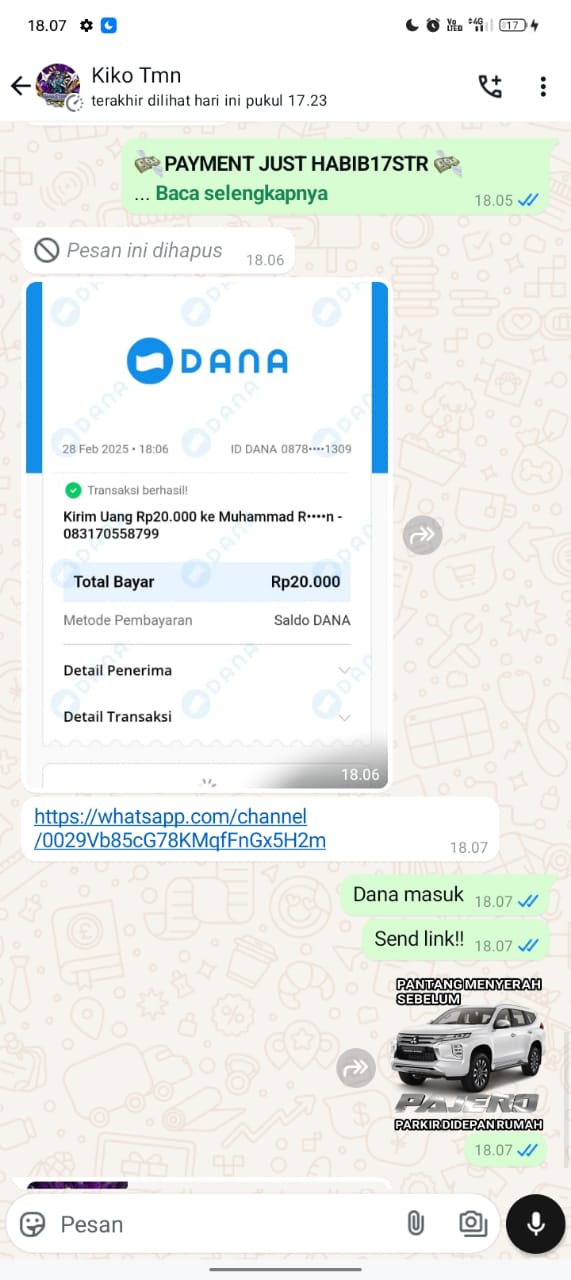 18.07
Vo LTED
4G
17
Kiko Tmn
terakhir dilihat hari ini pukul 17.23
💸PAYMENT JUST HABIB17STR💸
... Baca selengkapnya
18.05
Pesan ini dihapus
18.06
DANA
28 Feb 2025 • 18:06
ID DANA 0878••••1309
Transaksi berhasil!
Kirim Uang Rp20.000 ke Muhammad R••••n -
083170558799
Total Bayar
Rp20.000
Metode Pembayaran
Saldo DANA
Detail Penerima
Detail Transaksi
18.06
https://whatsapp.com/channel
/0029Vb85cG78KMqfFnGx5H2m
18.07
Dana masuk
18.07
Send link!!
18.07
PANTANG MENYERAH
SEBELUM
PAJERO
PARKIR DIDEPAN RUMAH
18.07
Pesan